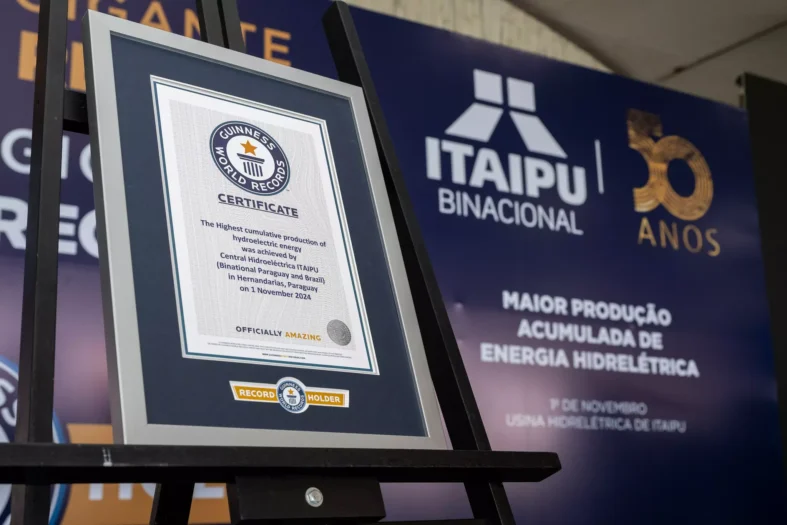 GIGANTE
GUINNESS
WORLD RECORDS
CERTIFICATE
The Highest cumulative production of
hydroelectric energy
was achieved by
Central Hidroeléctrica ITAIPU
(Binational Paraguay and Brazil)
in Hernandarias, Paraguay
on 1 November 2024
OFFICIALLY AMAZING
RECORD HOLDER
ITAIPU
BINACIONAL
50
ANOS
MAIOR PRODUÇÃO
ACUMULADA DE
ENERGIA HIDRELÉTRICA
1º DE NOVEMBRO
USINA HIDRELÉTRICA DE ITAIPU